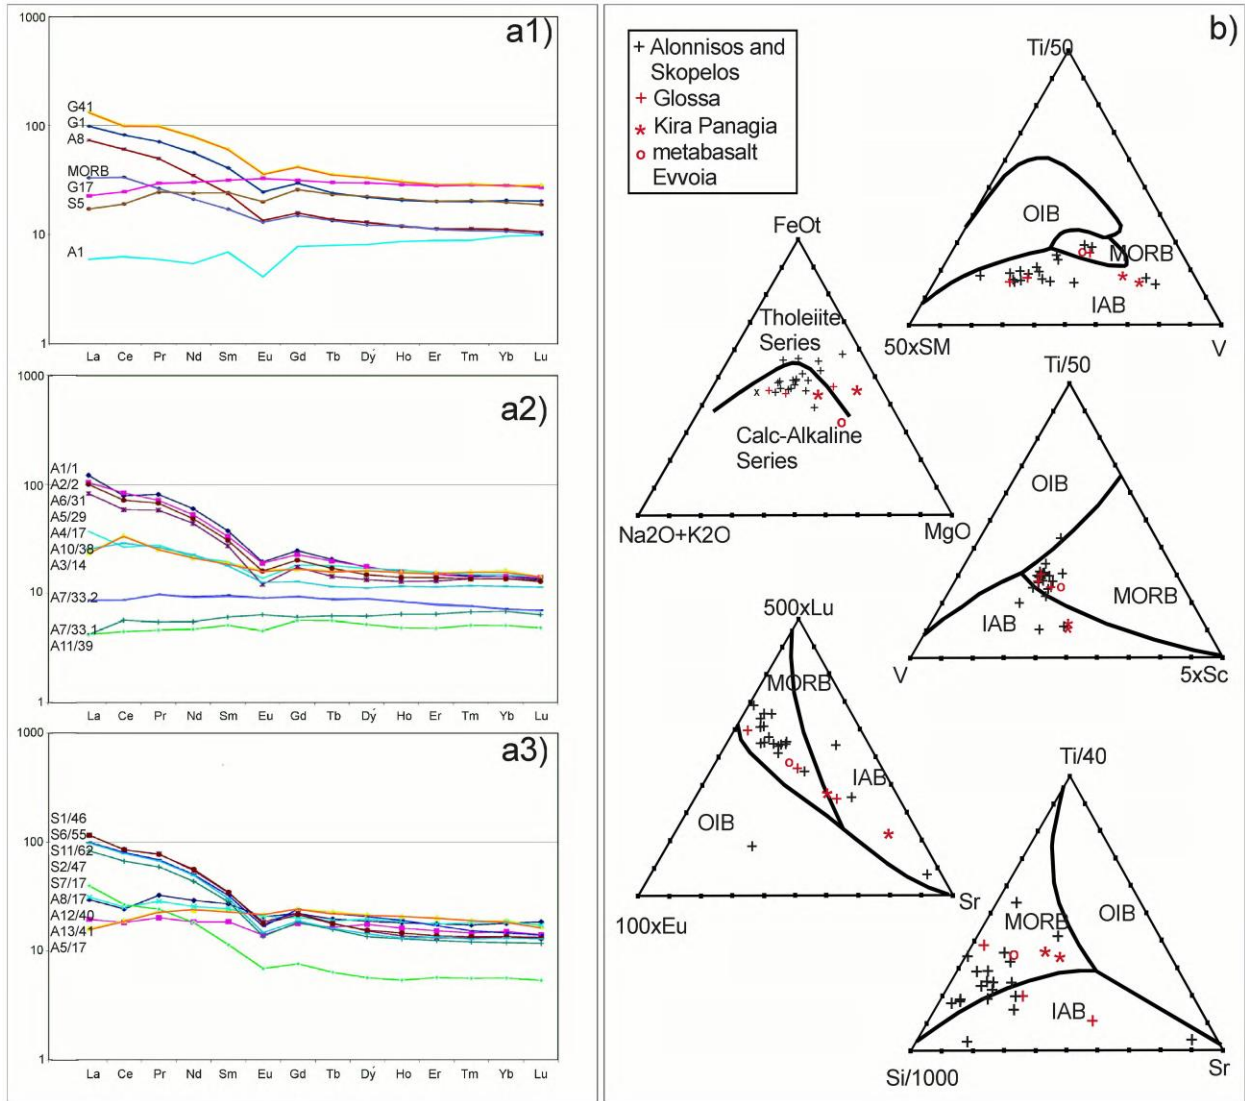 a1)
1000
100
10
1
G41
G1
A8
MORB
G17
S5
A1
La Ce Pr Nd Sm Eu Gd Tb Dý Ho Er Tm Yb Lu
a2)
1000
100
10
1
A1/1
A2/2
A6/31
A5/29
A4/17
A10/38
A3/14
A7/33.2
A7/33.1
A11/39
La Ce Pr Nd Sm Eu Gd Tb Dý Ho Er Tm Yb Lu
a3)
1000
100
10
1
S1/46
S6/55
S11/62
S2/47
S7/17
A8/17
A12/40
A13/41
A5/17
La Ce Pr Nd Sm Eu Gd Tb Dý Ho Er Tm Yb Lu
b)
+ Alonnisos and
Skopelos
+ Glossa
* Kira Panagia
o metabasalt
Evvoia
Ti/50
OIB
MORB
IAB
50xSM
V
FeOt
Tholeiite
Series
x
Calc-Alkaline
Series
Na2O+K2O
MgO
Ti/50
OIB
MORB
IAB
V
5xSc
500xLu
MORB
IAB
OIB
100xEu
Sr
Ti/40
MORB
OIB
IAB
Si/1000
Sr